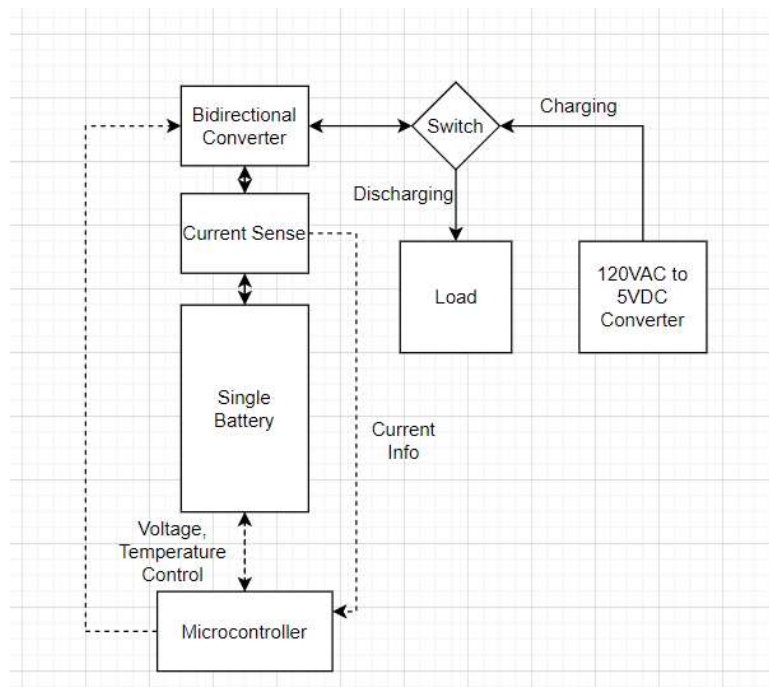 Bidirectional
Converter
Switch
Charging
Discharging
Current Sense
Load
120VAC to
5VDC
Converter
Single
Battery
Current
Info
Voltage,
Temperature
Control
Microcontroller